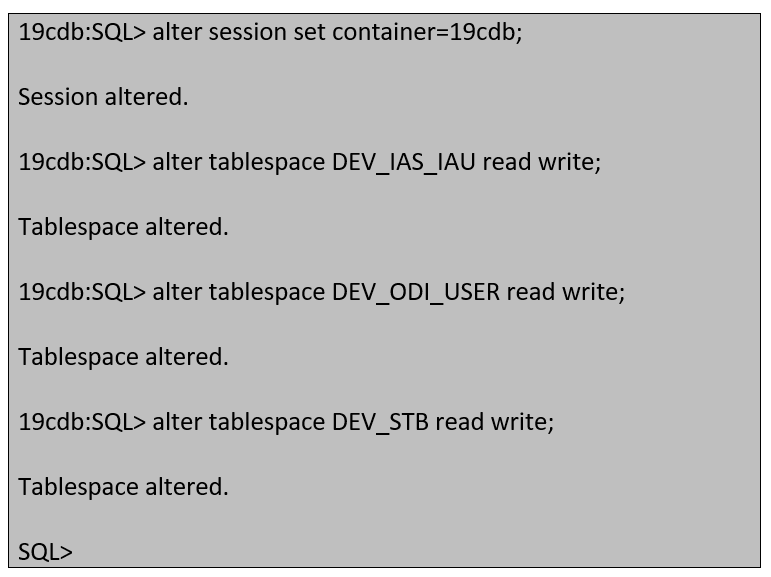 19cdb:SQL> alter session set container=19cdb;
Session altered.
19cdb:SQL> alter tablespace DEV_IAS_IAU read write;
Tablespace altered.
19cdb:SQL> alter tablespace DEV_ODI_USER read write;
Tablespace altered.
19cdb:SQL> alter tablespace DEV_STB read write;
Tablespace altered.
SQL>